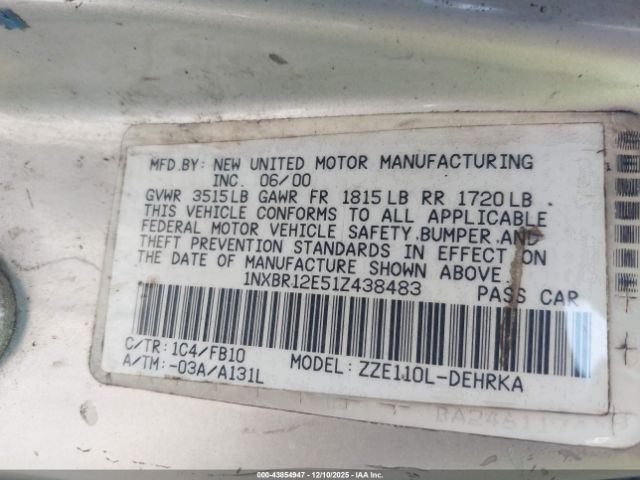 MFD.BY: NEW UNITED MOTOR MANUFACTURING
INC. 06/00
GVWR 3515LB GAWR FR 1815LB RR 1720LB
THIS VEHICLE CONFORMS TO ALL APPLICABLE
FEDERAL MOTOR VEHICLE SAFETY,BUMPER,AND
THEFT PREVENTION STANDARDS IN EFFECT ON
THE DATE OF MANUFACTURE SHOWN ABOVE.
1NXBR12E51Z438483 PASS CAR
C/TR: 1C4/FB10 MODEL: ZZE110L-DEHRKA
A/TM:-03A/A131L
000-43854947 - 12/10/2025 - IAA Inc.